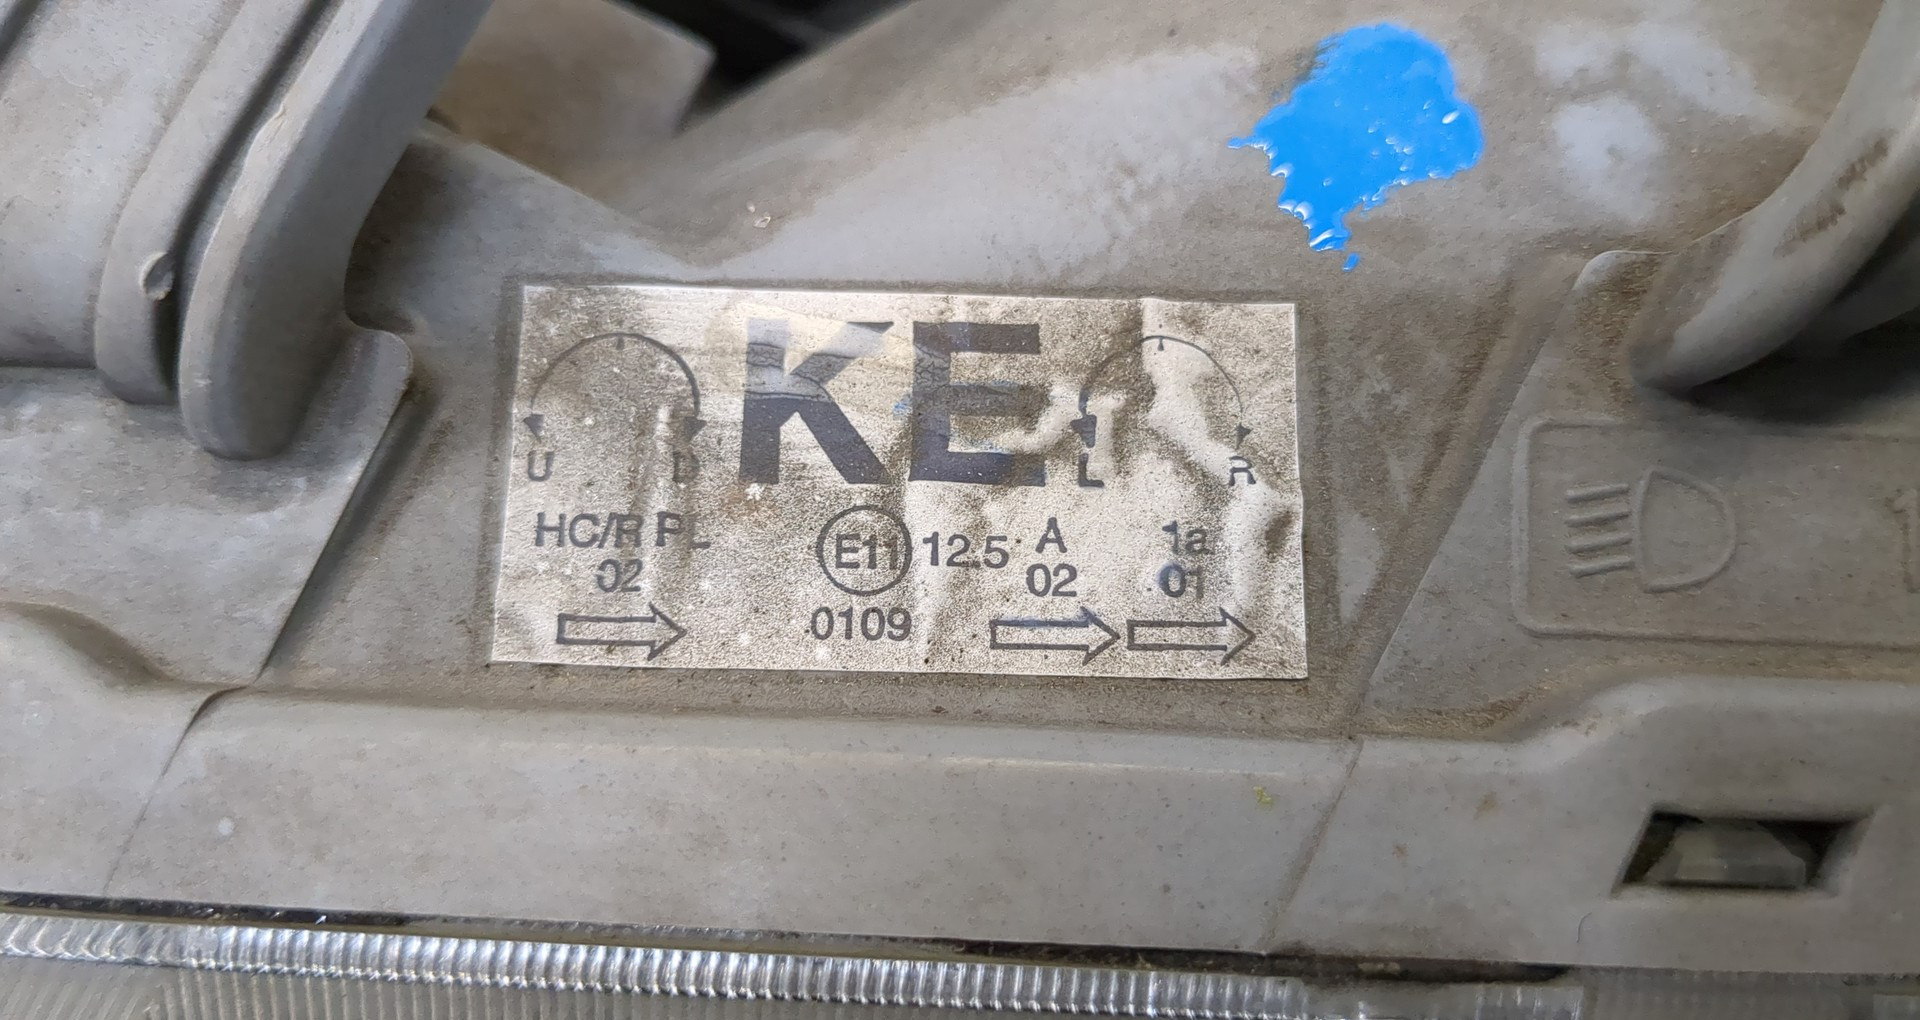 KE
U D L R
HC/R PL E11 12.5 A 1a
02 02 01
0109